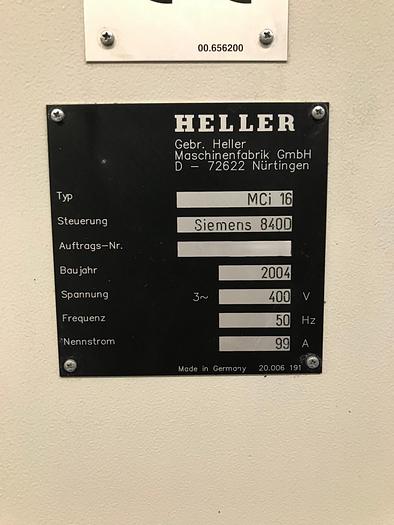 00.656200
HELLER
Gebr. Heller
Maschinenfabrik GmbH
D – 72622 Nürtingen
Typ MCi 16
Steuerung Siemens 840D
Auftrags–Nr.
Baujahr 2004
Spannung 3~ 400 V
Frequenz 50 Hz
Nennstrom 99 A
Made in Germany 20.006 191